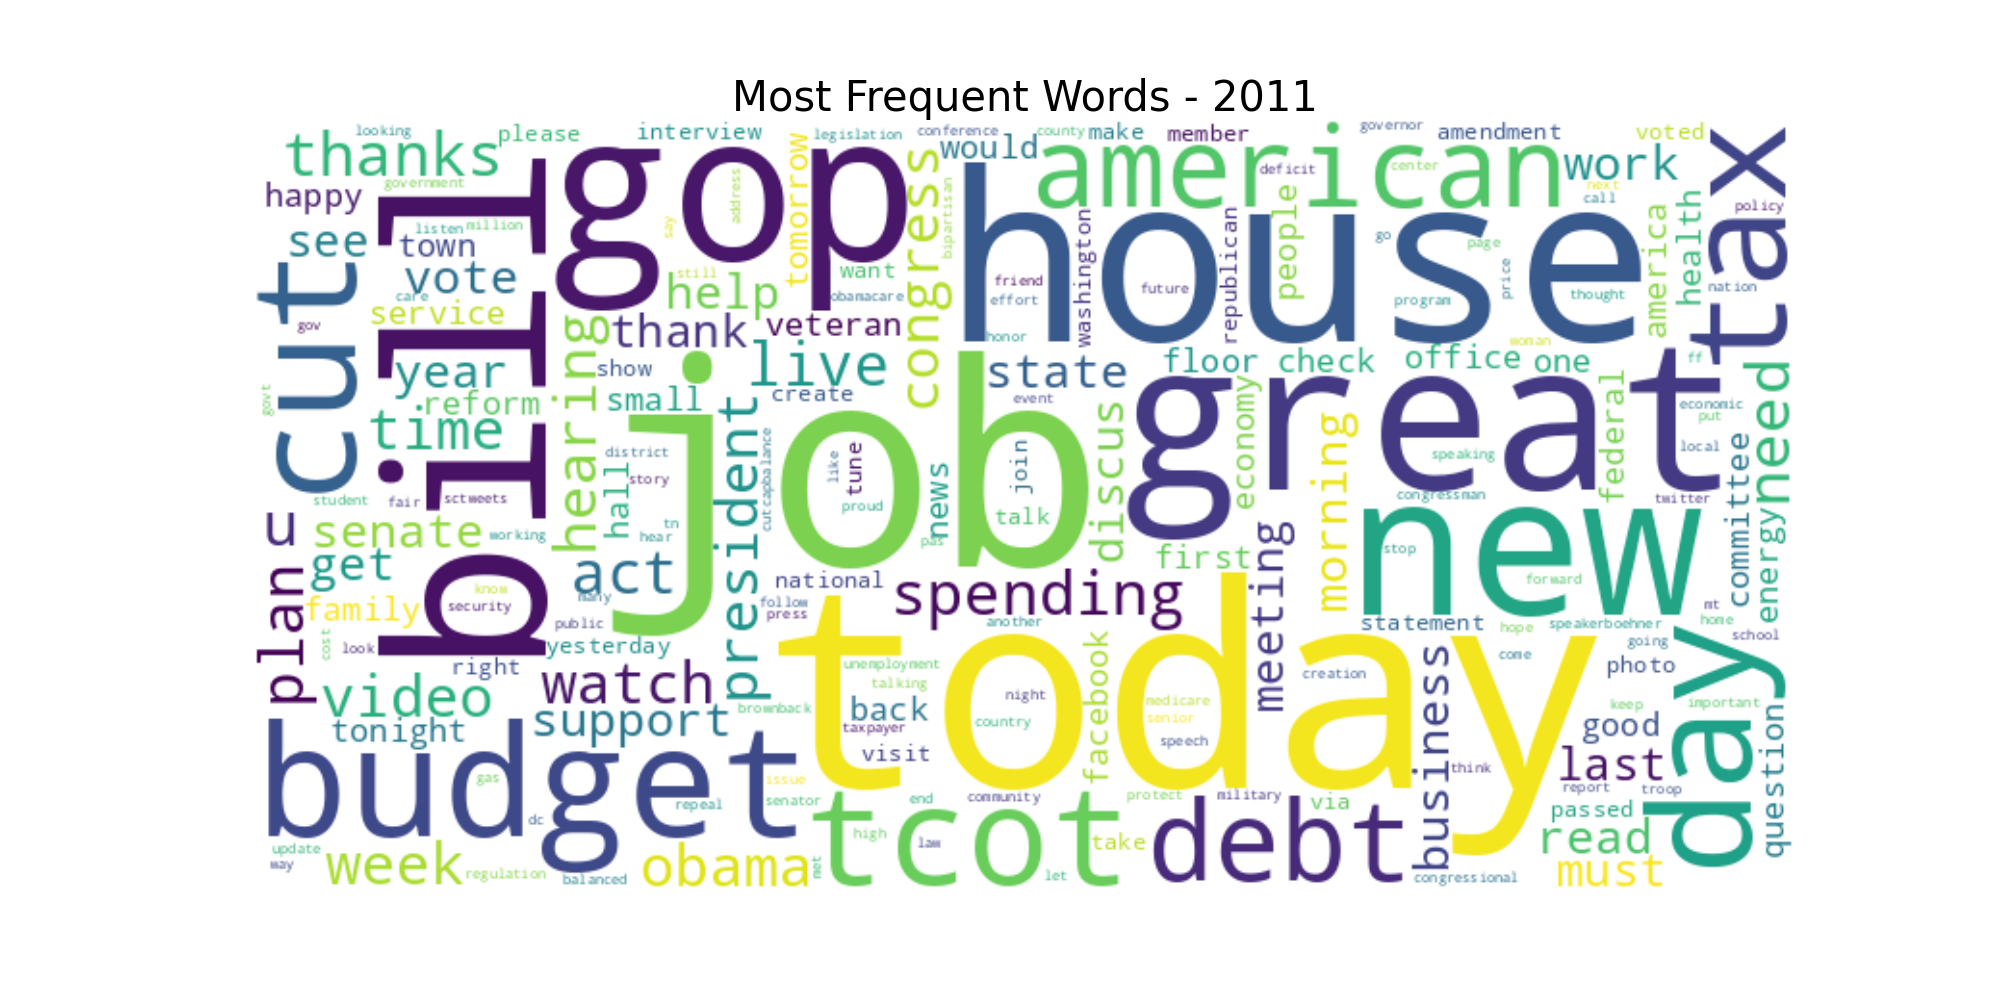 Most Frequent Words - 2011
looking
please
interview
legislation
conference
county
make
member
governor
amendment
voted
thanks
would
american
work
tax
happy
government
gop
address
tomorrow
congress
bipartisan
deficit
center
next
call
policy
see
listen
million
town
say
house
washington
republican
people
go
page
america
health
cut
bill
vote
care
service
gov
still
help
want
obamacare
friend
effort
future
program
price
thought
nation
thank
veteran
honor
woman
year
hearing
show
live
state
floor
check
office
one
ff
govt
reform
small
create
event
great
economic
put
time
president
job
discus
economy
morning
federal
local
need
district
cutcapbalance
like
tune
join
speaking
committee
student
fair
sctweets
hall
story
proud
news
talk
congressman
twitter
u
senate
working
tn
hear
pas
first
meeting
stop
new
energy
get
act
national
spending
forward
plan
family
know
security
many
follow
press
today
another
statement
hope
speakerboehner
mt
home
public
cost
look
yesterday
going
school
right
unemployment
talking
come
photo
video
watch
brownback
night
medicare
senior
creation
day
keep
important
tonight
support
back
taxpayer
country
facebook
speech
business
good
question
budget
visit
think
last
gas
issue
report
troop
dc
repeal
senator
end
community
protect
military
via
passed
update
way
week
regulation
balanced
obama
met
tcot
high
law
let
take
debt
congressional
read
must